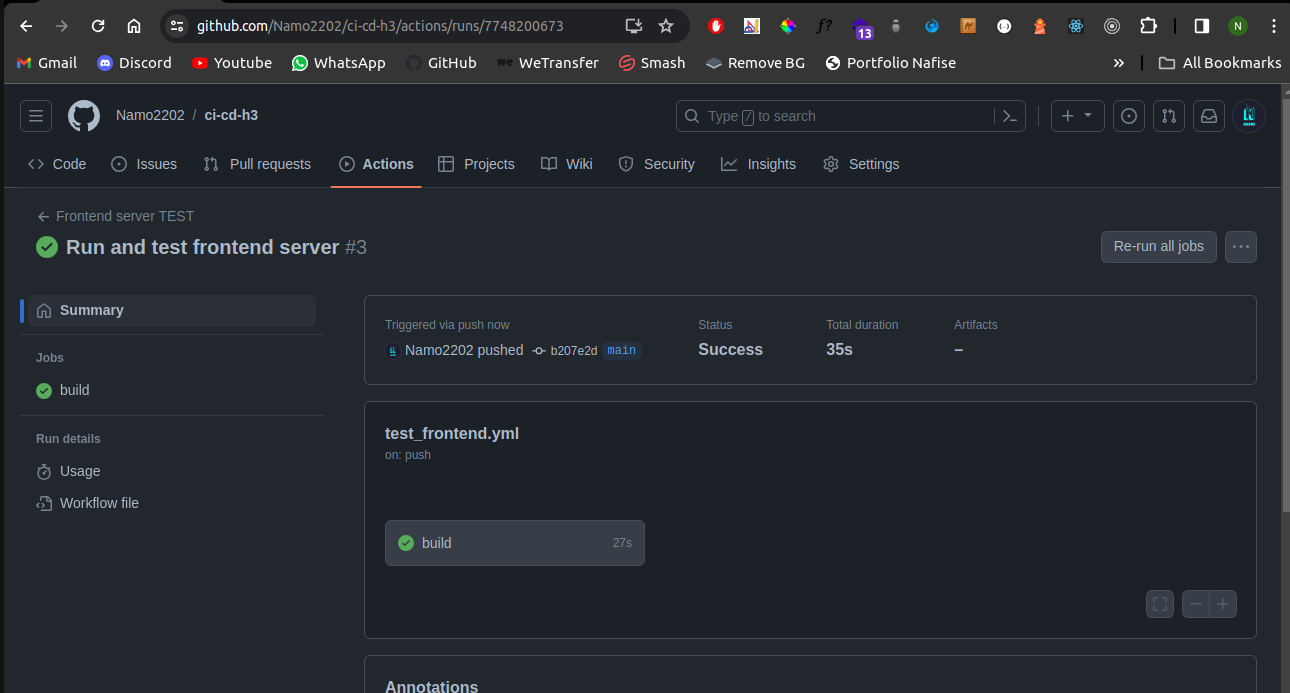 github.com/Namo2202/ci-cd-h3/actions/runs/7748200673
f?
13
N
Gmail
Discord
YouTube
WhatsApp
GitHub
we WeTransfer
Smash
Remove BG
Portfolio Nafise
»
All Bookmarks
Namo2202 / ci-cd-h3
Type / to search
Code
Issues
Pull requests
Actions
Projects
Wiki
Security
Insights
Settings
← Frontend server TEST
Run and test frontend server #3
Re-run all jobs
Summary
Jobs
build
Run details
Usage
Workflow file
Triggered via push now
Namo2202 pushed b207e2d main
Status
Success
Total duration
35s
Artifacts
–
test_frontend.yml
on: push
build 27s
Annotations